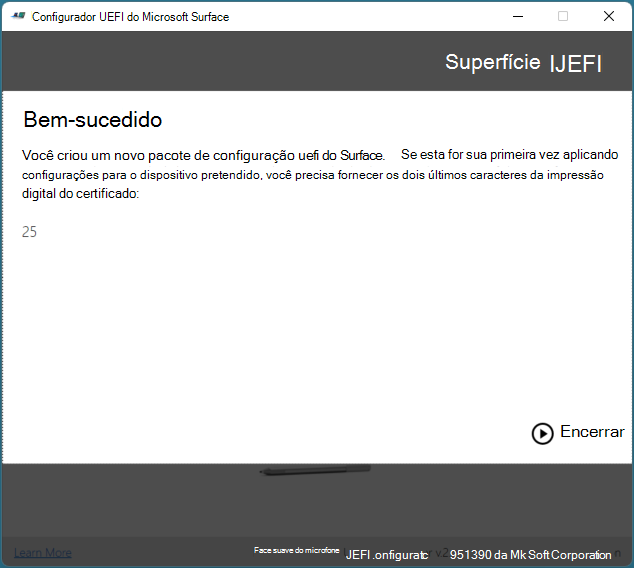 Configurador UEFI do Microsoft Surface
Superfície IJEFI
Bem-sucedido
Você criou um novo pacote de configuração uefi do Surface. Se esta for sua primeira vez aplicando
configurações para o dispositivo pretendido, você precisa fornecer os dois últimos caracteres da impressão
digital do certificado:
25
Encerrar
Learn More
Face suave do microfone JEFI .onfiguratc r v.2 951390 da Mk Soft Corporation